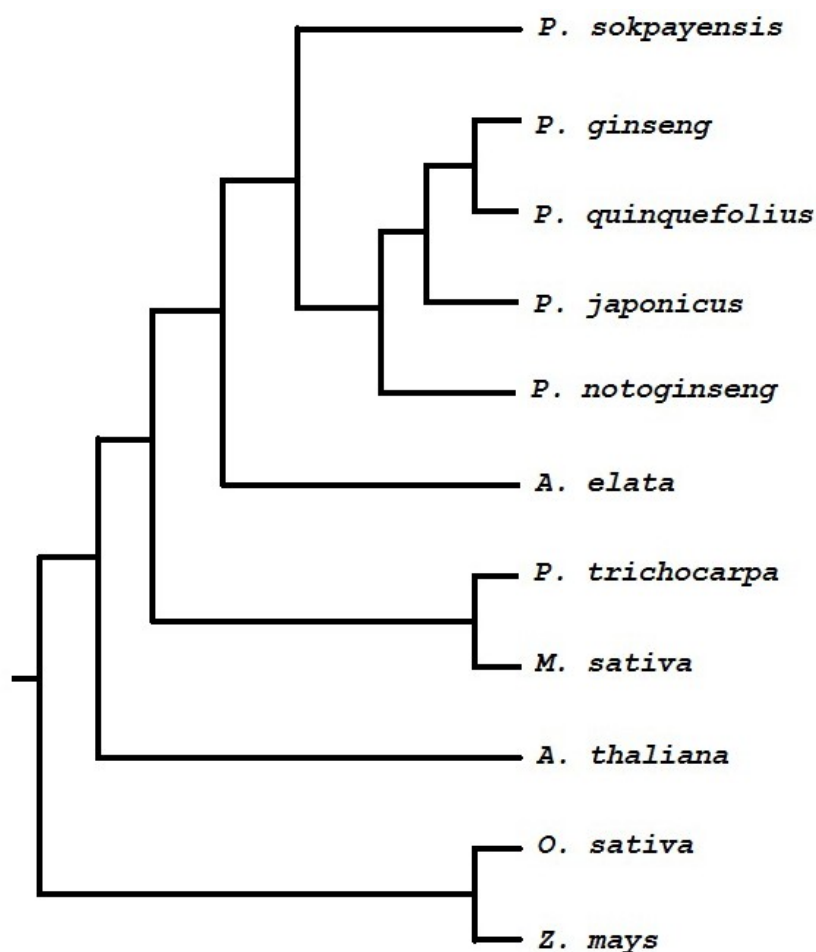 P. sokpayensis
P. ginseng
P. quinquefolius
P. japonicus
P. notoginseng
A. elata
P. trichocarpa
M. sativa
A. thaliana
O. sativa
Z. mays